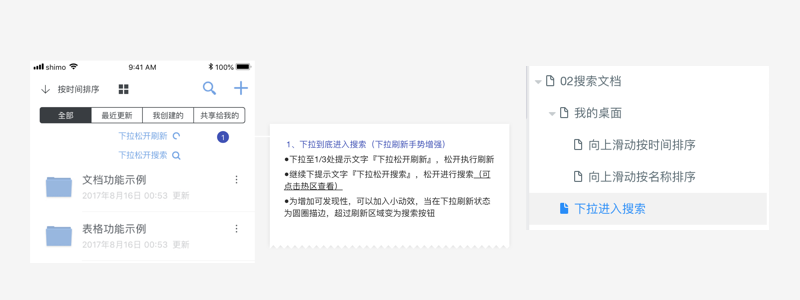 shimo
9:41 AM
100%
按时间排序
全部
最近更新
我创建的
共享给我的
下拉松开刷新
1
下拉松开搜索
文档功能示例
2017年8月16日 00:53 更新
表格功能示例
2017年8月16日 00:53 更新
1、下拉到底进入搜索（下拉刷新手势增强）
●下拉至1/3处提示文字『下拉松开刷新』，松开执行刷新
●继续下提示文字『下拉松开搜索』，松开进行搜索（可
点击热区查看）
●为增加可发现性，可以加入小动效，当在下拉刷新状态
为圆圈描边，超过刷新区域变为搜索按钮
02搜索文档
我的桌面
向上滑动按时间排序
向上滑动按名称排序
下拉进入搜索